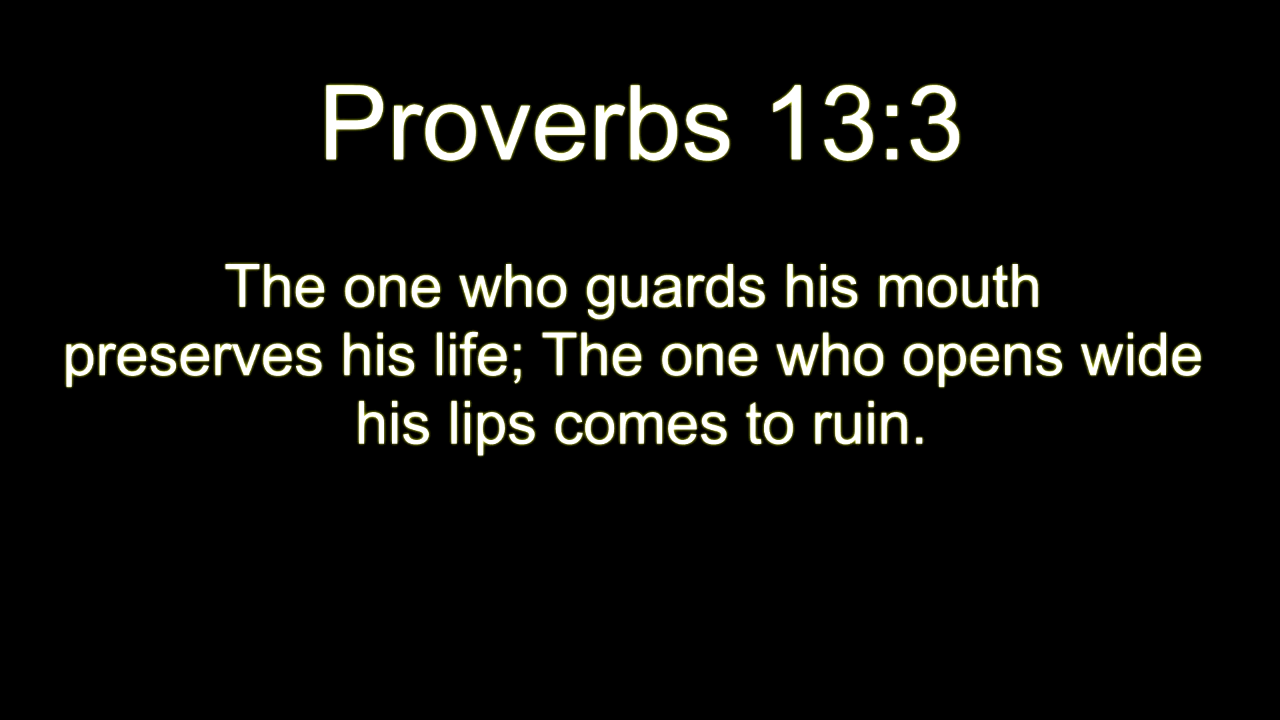 Proverbs 13:3
The one who guards his mouth
preserves his life; The one who opens wide
his lips comes to ruin.